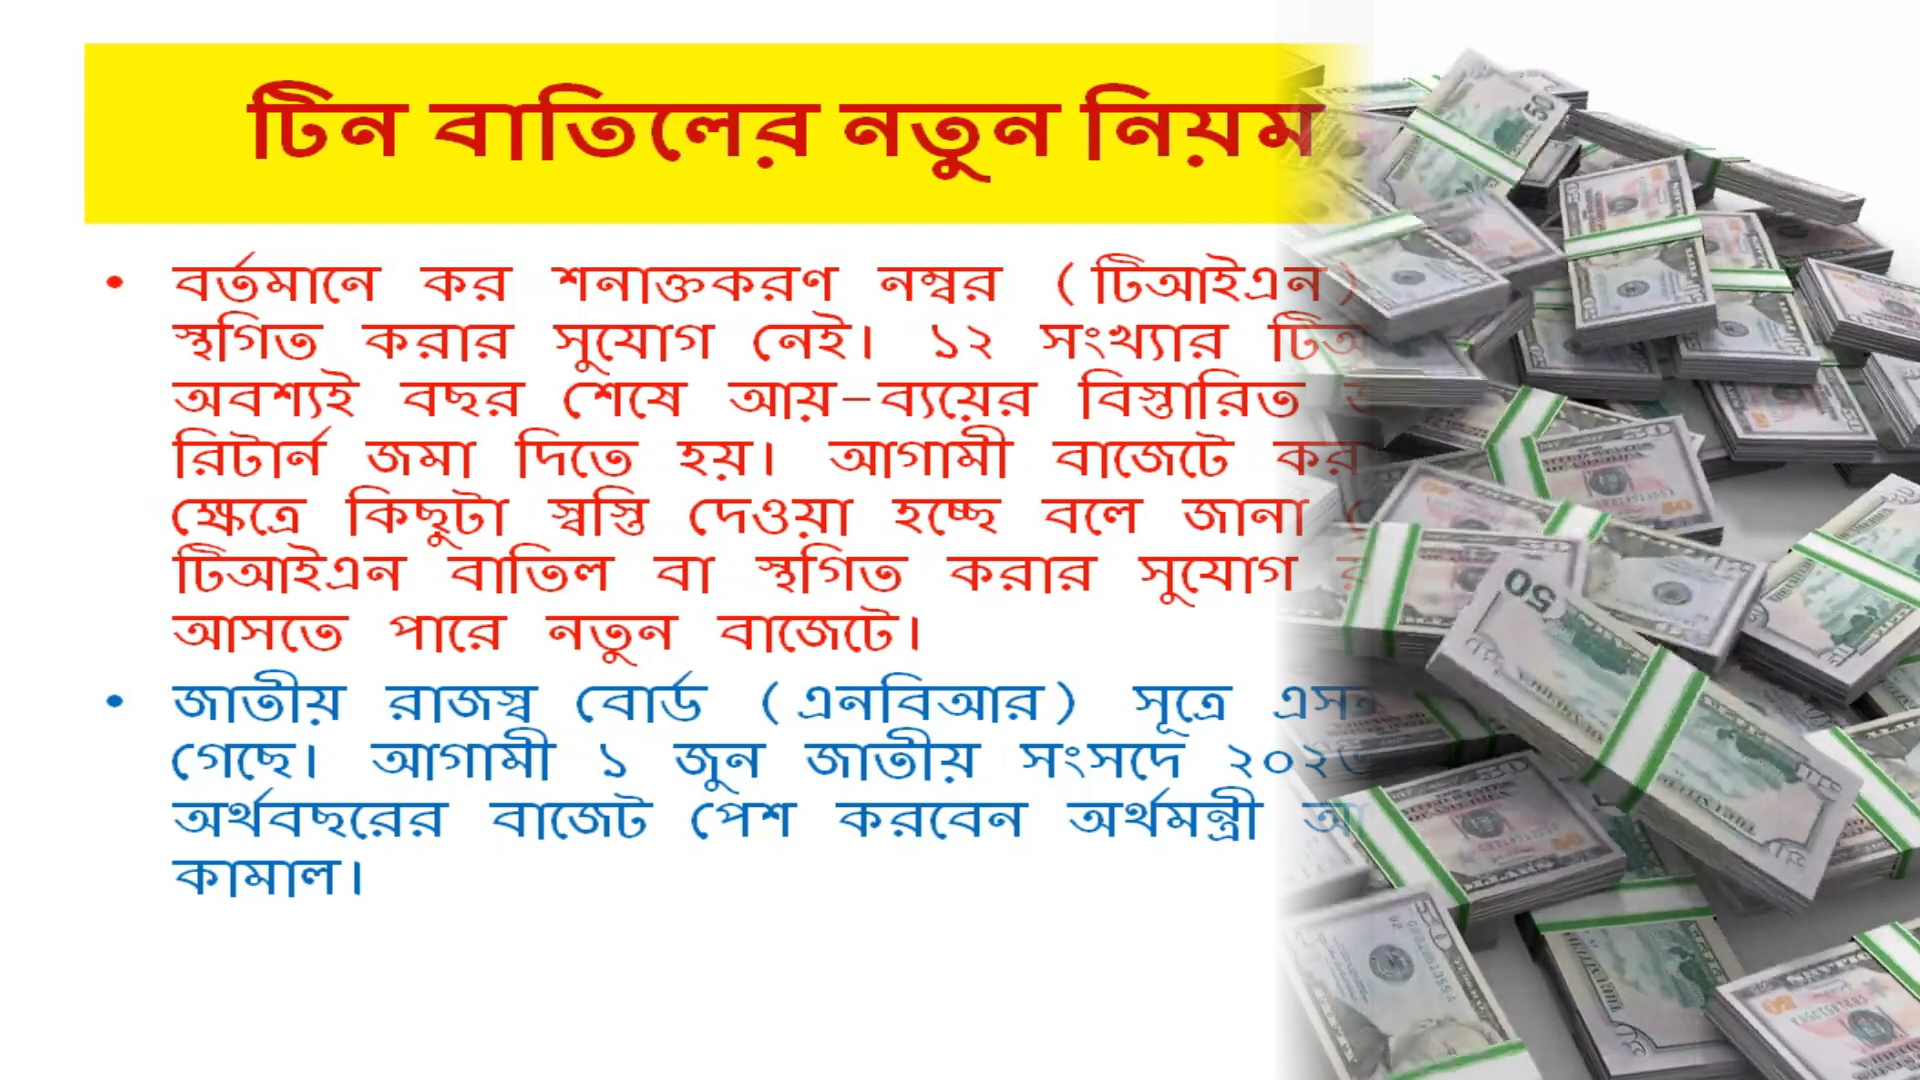 টিন বাতিলের নতুন নিয়ম
• বর্তমানে কর শনাক্তকরণ নম্বর (টিআইএন)
স্থগিত করার সুযোগ নেই। ১২ সংখ্যার
অবশ্যই বছর শেষে আয়-ব্যয়ের বিস্তারিত
রিটার্ন জমা দিতে হয়। আগামী বাজেটে
ক্ষেত্রে কিছুটা স্বস্তি দেওয়া হচ্ছে বলে জানা
টিআইএন বাতিল বা স্থগিত করার সুযোগ
আসতে পারে নতুন বাজেটে।
• জাতীয় রাজস্ব বোর্ড (এনবিআর) সূত্রে
গেছে। আগামী ১ জুন জাতীয় সংসদে
অর্থবছরের বাজেট পেশ করবেন অর্থমন্ত্রী
কামাল।